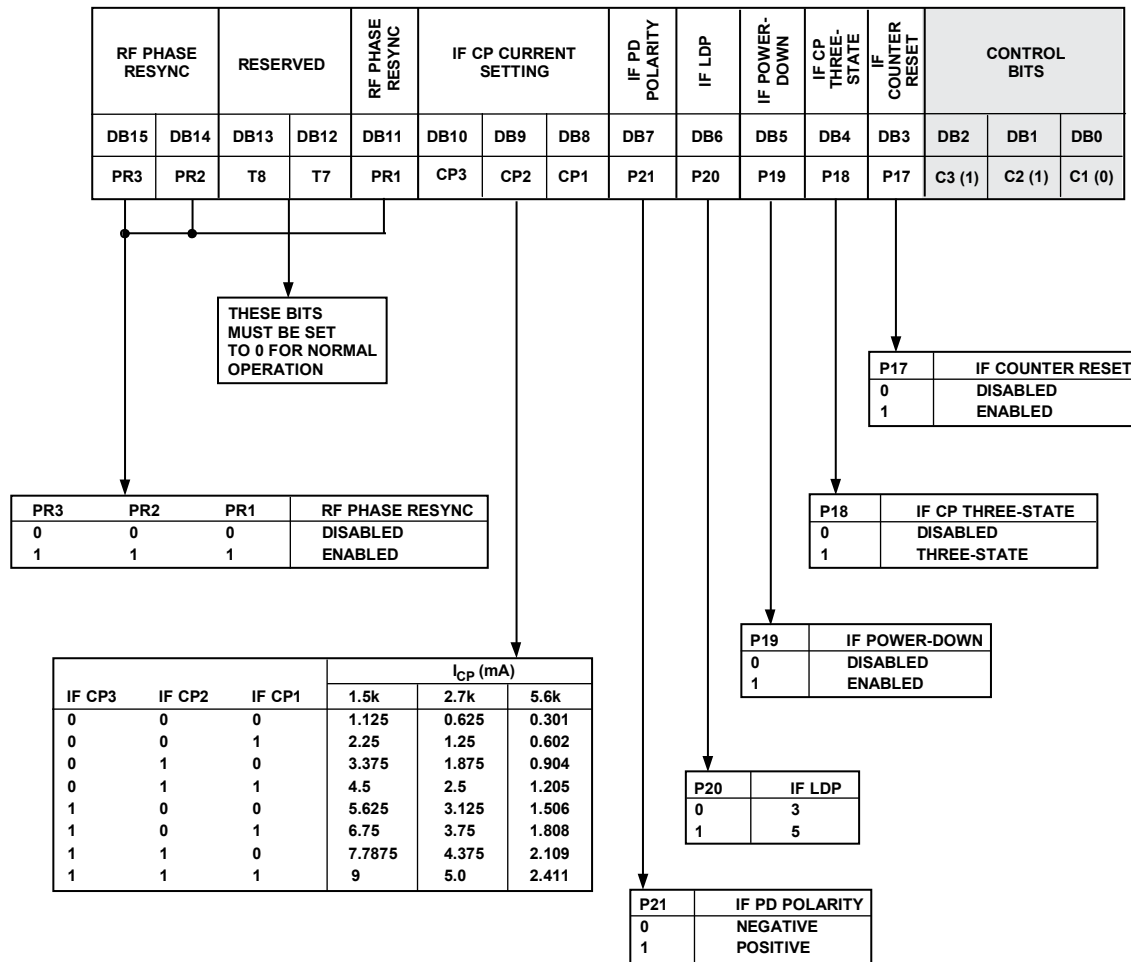 RF PHASE RESYNC
RESERVED
RF PHASE RESYNC
IF CP CURRENT SETTING
IF PD POLARITY
IF LDP
IF POWER-DOWN
IF CP THREE-STATE
IF COUNTER RESET
CONTROL BITS
DB15 DB14 DB13 DB12 DB11 DB10 DB9 DB8 DB7 DB6 DB5 DB4 DB3 DB2 DB1 DB0
PR3 PR2 T8 T7 PR1 CP3 CP2 CP1 P21 P20 P19 P18 P17 C3 (1) C2 (1) C1 (0)
THESE BITS
MUST BE SET
TO 0 FOR NORMAL
OPERATION
P17 IF COUNTER RESET
0 DISABLED
1 ENABLED
PR3 PR2 PR1 RF PHASE RESYNC
0 0 0 DISABLED
1 1 1 ENABLED
P18 IF CP THREE-STATE
0 DISABLED
1 THREE-STATE
P19 IF POWER-DOWN
0 DISABLED
1 ENABLED
ICP (mA)
IF CP3 IF CP2 IF CP1 1.5k 2.7k 5.6k
0 0 0 1.125 0.625 0.301
0 0 1 2.25 1.25 0.602
0 1 0 3.375 1.875 0.904
0 1 1 4.5 2.5 1.205
1 0 0 5.625 3.125 1.506
1 0 1 6.75 3.75 1.808
1 1 0 7.7875 4.375 2.109
1 1 1 9 5.0 2.411
P20 IF LDP
0 3
1 5
P21 IF PD POLARITY
0 NEGATIVE
1 POSITIVE